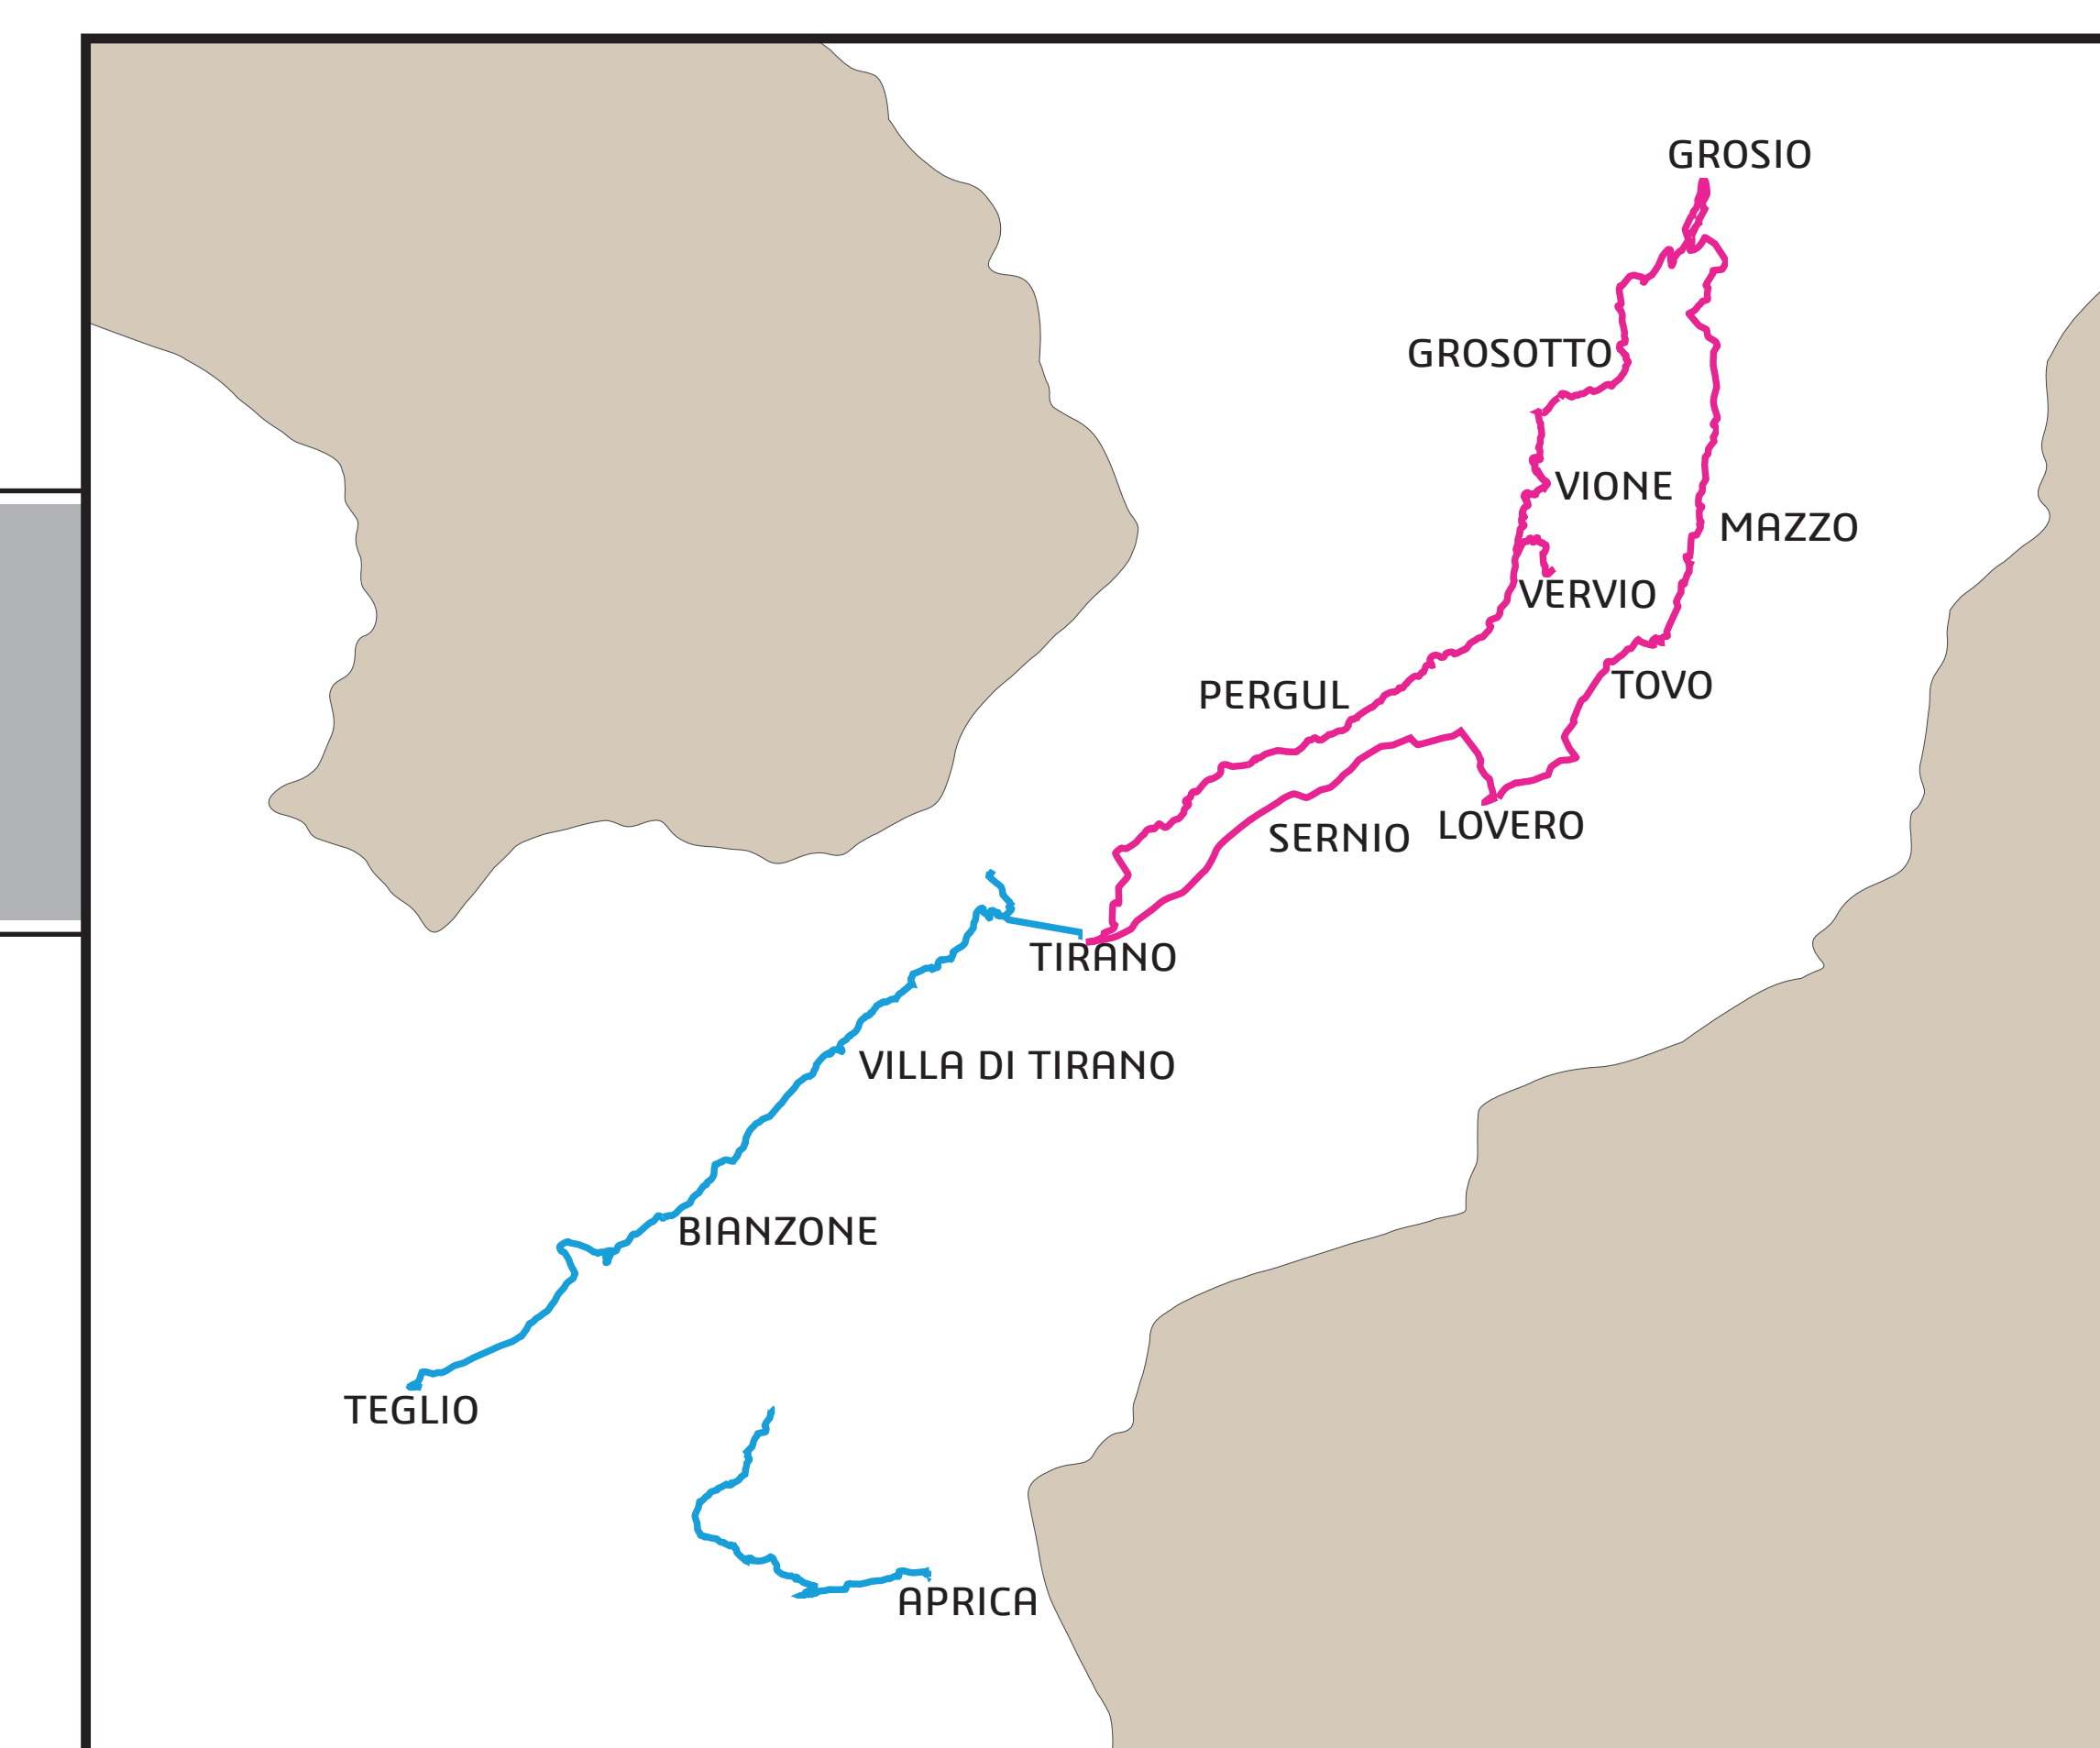 GROSIO
GROSOTTO
VIONE
MAZZO
VERVIO
TOVO
PERGUL
LOVERO
SERNIO
TIRANO
VILLA DI TIRANO
BIANZONE
TEGLIO
APRICA